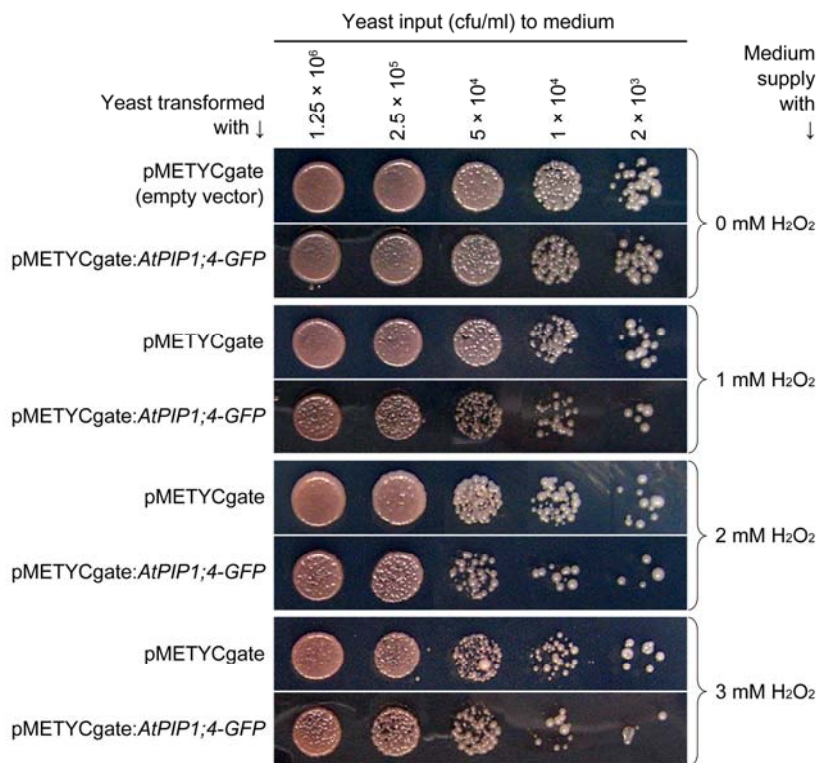 Yeast input (cfu/ml) to medium
Yeast transformed
with ↓
1.25 × 10⁶
2.5 × 10⁵
5 × 10⁴
1 × 10⁴
2 × 10³
Medium
supply
with
↓
pMETYCgate
(empty vector)
pMETYCgate:AtPIP1;4-GFP
0 mM H₂O₂
pMETYCgate
pMETYCgate:AtPIP1;4-GFP
1 mM H₂O₂
pMETYCgate
pMETYCgate:AtPIP1;4-GFP
2 mM H₂O₂
pMETYCgate
pMETYCgate:AtPIP1;4-GFP
3 mM H₂O₂